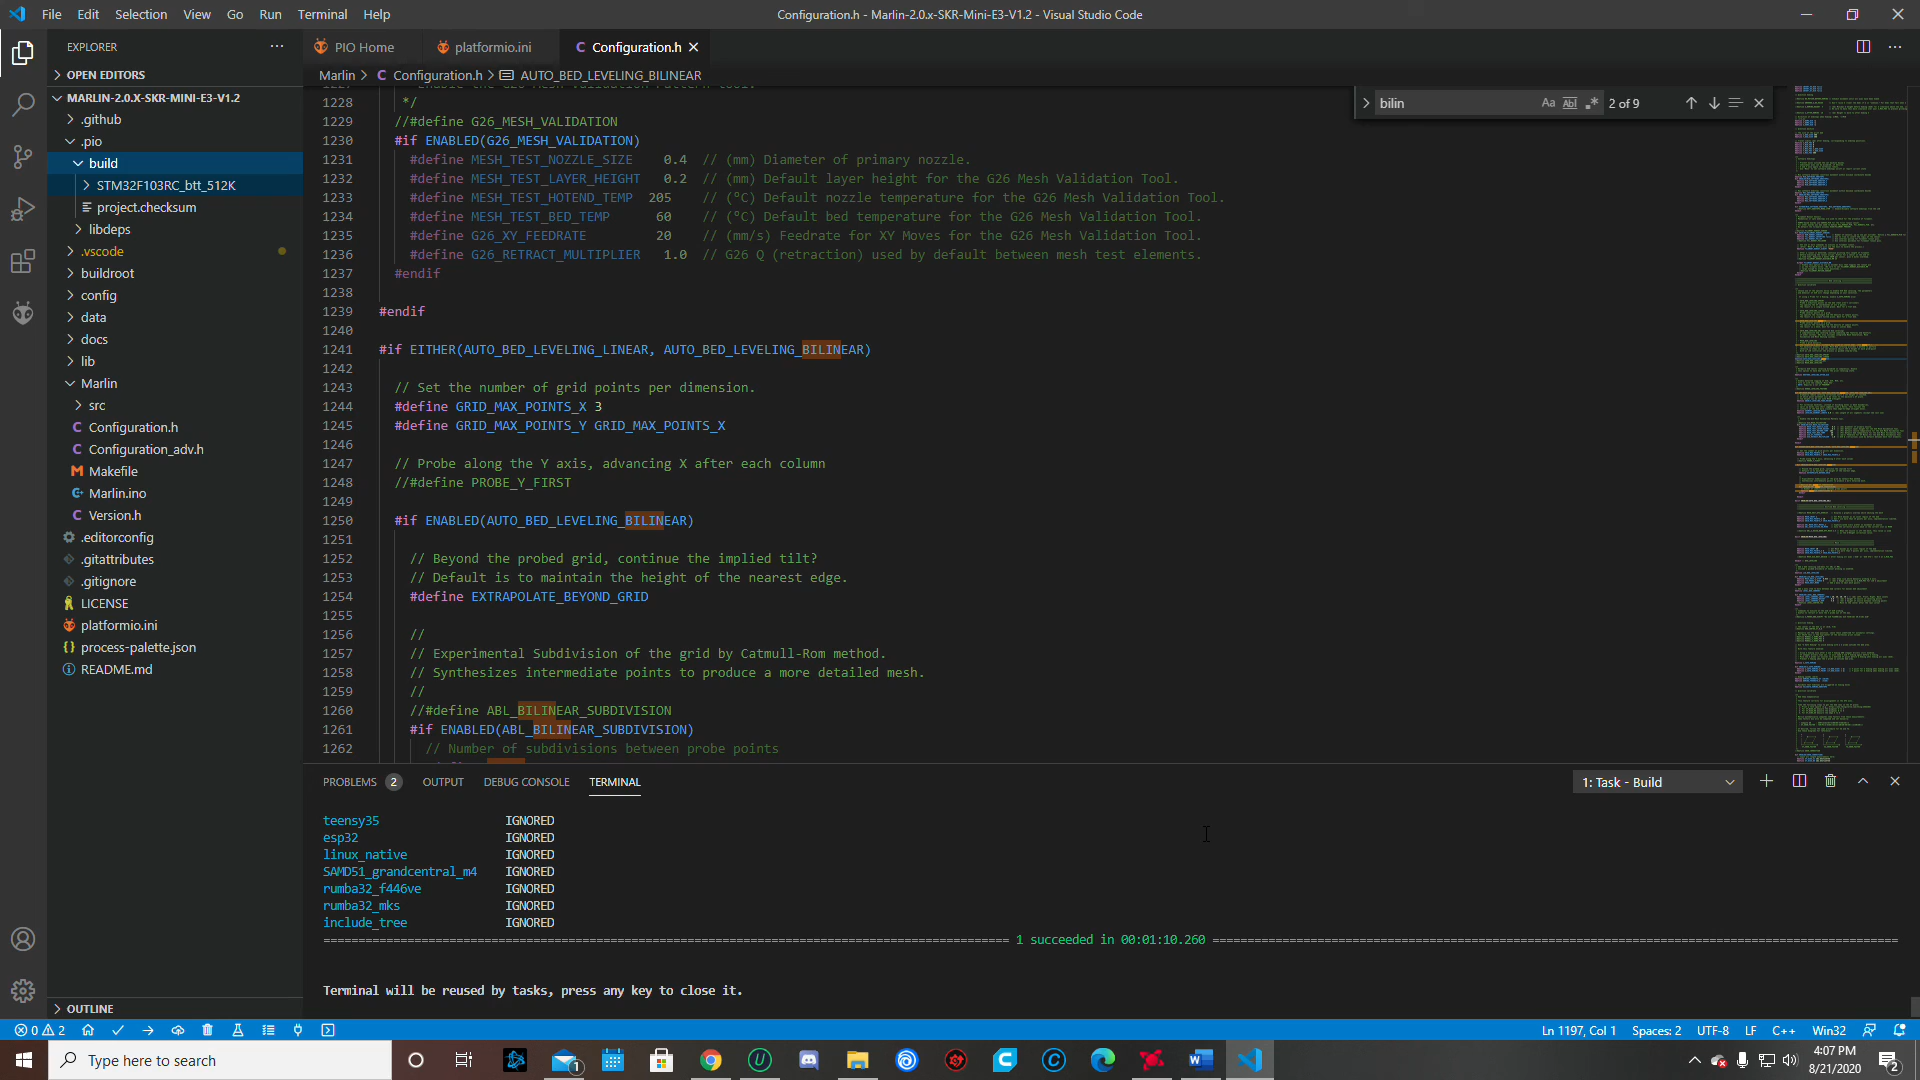 File Edit Selection View Go Run Terminal Help
Configuration.h - Marlin-2.0.x-SKR-Mini-E3-V1.2 - Visual Studio Code
EXPLORER
OPEN EDITORS
MARLIN-2.0.X-SKR-MINI-E3-V1.2
.github
.pio
build
STM32F103RC_btt_512K
project.checksum
libdeps
.vscode
buildroot
config
data
docs
lib
Marlin
src
Configuration.h
Configuration_adv.h
Makefile
Marlin.ino
Version.h
.editorconfig
.gitattributes
.gitignore
LICENSE
platformio.ini
process-palette.json
README.md
OUTLINE
PIO Home platformio.ini Configuration.h
Marlin > Configuration.h > AUTO_BED_LEVELING_BILINEAR
bilin Aa Abl .* 2 of 9
1228 */
1229 //#define G26_MESH_VALIDATION
1230 #if ENABLED(G26_MESH_VALIDATION)
1231 #define MESH_TEST_NOZZLE_SIZE 0.4 // (mm) Diameter of primary nozzle.
1232 #define MESH_TEST_LAYER_HEIGHT 0.2 // (mm) Default layer height for the G26 Mesh Validation Tool.
1233 #define MESH_TEST_HOTEND_TEMP 205 // (°C) Default nozzle temperature for the G26 Mesh Validation Tool.
1234 #define MESH_TEST_BED_TEMP 60 // (°C) Default bed temperature for the G26 Mesh Validation Tool.
1235 #define G26_XY_FEEDRATE 20 // (mm/s) Feedrate for XY Moves for the G26 Mesh Validation Tool.
1236 #define G26_RETRACT_MULTIPLIER 1.0 // G26 Q (retraction) used by default between mesh test elements.
1237 #endif
1238
1239 #endif
1240
1241 #if EITHER(AUTO_BED_LEVELING_LINEAR, AUTO_BED_LEVELING_BILINEAR)
1242
1243 // Set the number of grid points per dimension.
1244 #define GRID_MAX_POINTS_X 3
1245 #define GRID_MAX_POINTS_Y GRID_MAX_POINTS_X
1246
1247 // Probe along the Y axis, advancing X after each column
1248 //#define PROBE_Y_FIRST
1249
1250 #if ENABLED(AUTO_BED_LEVELING_BILINEAR)
1251
1252 // Beyond the probed grid, continue the implied tilt?
1253 // Default is to maintain the height of the nearest edge.
1254 #define EXTRAPOLATE_BEYOND_GRID
1255
1256 //
1257 // Experimental Subdivision of the grid by Catmull-Rom method.
1258 // Synthesizes intermediate points to produce a more detailed mesh.
1259 //
1260 //#define ABL_BILINEAR_SUBDIVISION
1261 #if ENABLED(ABL_BILINEAR_SUBDIVISION)
1262 // Number of subdivisions between probe points
PROBLEMS 2 OUTPUT DEBUG CONSOLE TERMINAL
1: Task - Build
teensy35 IGNORED
esp32 IGNORED
linux_native IGNORED
SAMD51_grandcentral_m4 IGNORED
rumba32_f446ve IGNORED
rumba32_mks IGNORED
include_tree IGNORED
1 succeeded in 00:01:10.260
Terminal will be reused by tasks, press any key to close it.
0 2
Ln 1197, Col 1 Spaces: 2 UTF-8 LF C++ Win32
Type here to search
1
4:07 PM
8/21/2020
2